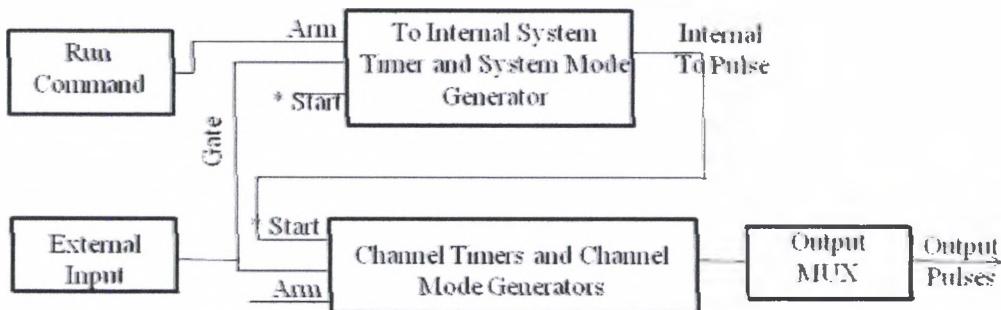 Run
Command
Arm
To Internal System
Timer and System Mode
Generator
* Start
Internal
To Pulse
Gate
External
Input
* Start
Arm
Channel Timers and Channel
Mode Generators
Output
MUX
Output
Pulses